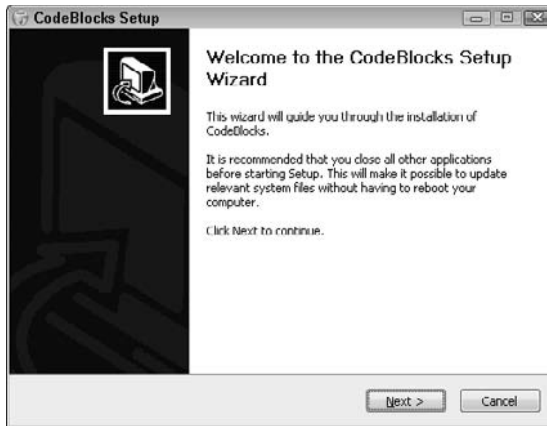 CodeBlocks Setup
Welcome to the CodeBlocks Setup
Wizard
This wizard will guide you through the installation of
CodeBlocks.
It is recommended that you close all other applications
before starting Setup. This will make it possible to update
relevant system files without having to reboot your
computer.
Click Next to continue.
Next >
Cancel